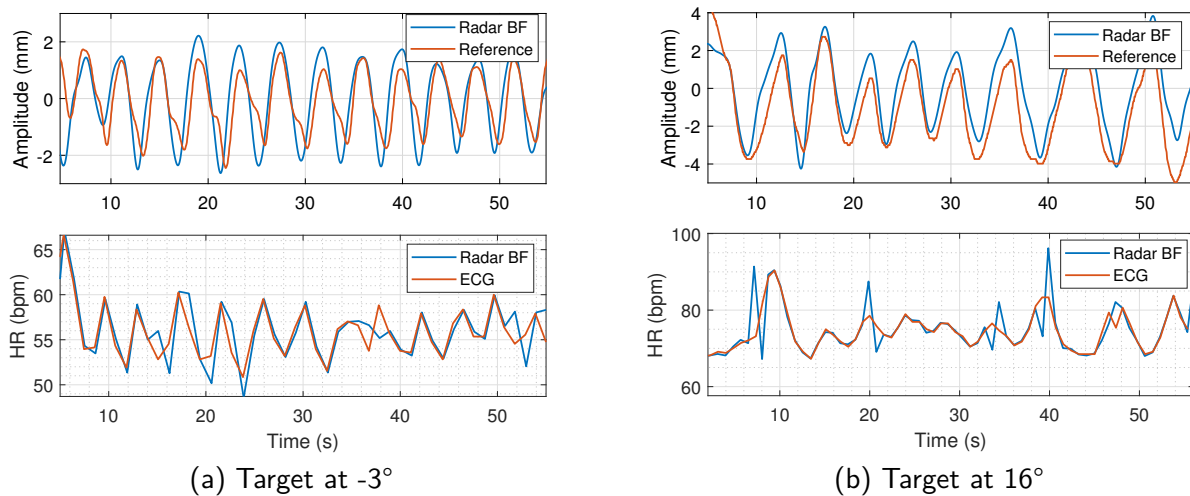 Amplitude (mm)
2
0
-2
Radar BF
Reference
10 20 30 40 50
HR (bpm)
65
60
55
50
Radar BF
ECG
10 20 30 40 50
Time (s)
(a) Target at -3°
Amplitude (mm)
4
2
0
-2
-4
Radar BF
Reference
10 20 30 40 50
HR (bpm)
100
80
60
Radar BF
ECG
10 20 30 40 50
Time (s)
(b) Target at 16°